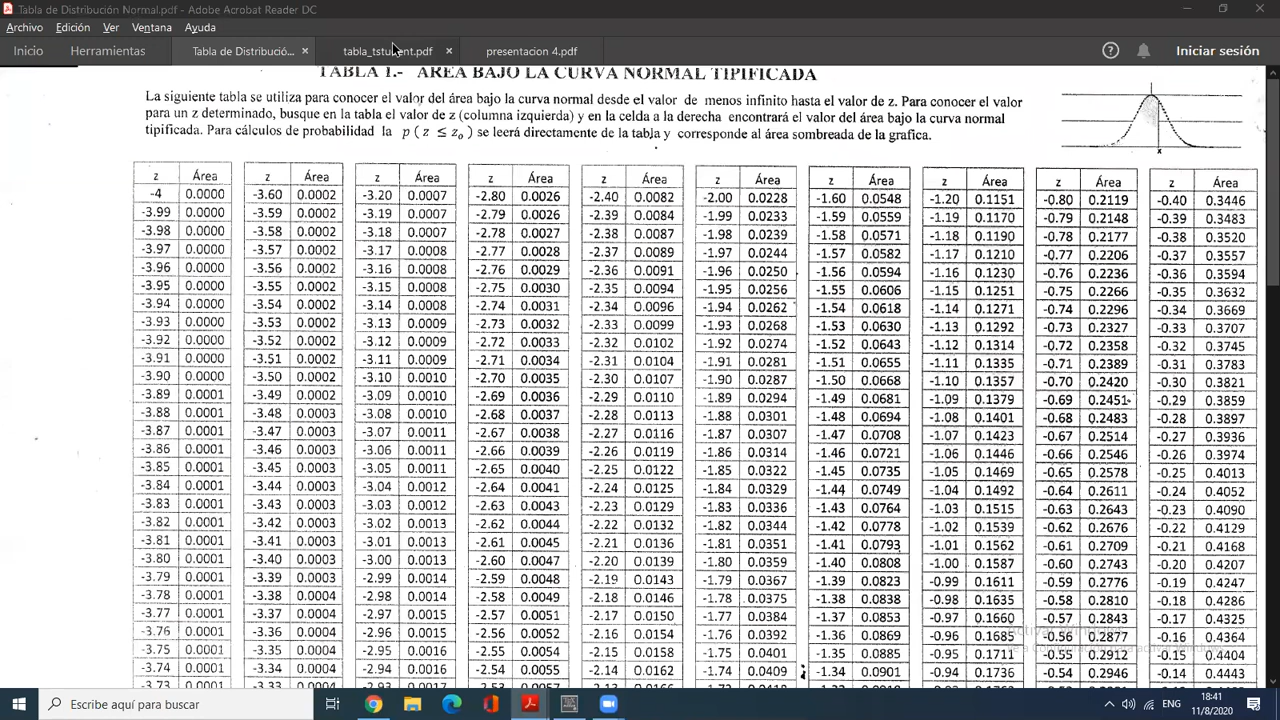 Tabla de Distribución Normal.pdf - Adobe Acrobat Reader DC
Archivo Edición Ver Ventana Ayuda
Inicio Herramientas Tabla de Distribució... × tabla_tstudent.pdf × presentacion 4.pdf Iniciar sesión
TABLA 1.- AREA BAJO LA CURVA NORMAL TIPIFICADA
La siguiente tabla se utiliza para conocer el valor del área bajo la curva normal desde el valor de menos infinito hasta el valor de z. Para conocer el valor
para un z determinado, busque en la tabla el valor de z (columna izquierda) y en la celda a la derecha encontrará el valor del área bajo la curva normal
tipificada. Para cálculos de probabilidad la p ( z ≤ zo ) se leerá directamente de la tabla y corresponde al área sombreada de la grafica.
x
z Área z Área z Área z Área z Área z Área z Área z Área z Área z Área
-4 0.0000 -3.60 0.0002 -3.20 0.0007 -2.80 0.0026 -2.40 0.0082 -2.00 0.0228 -1.60 0.0548 -1.20 0.1151 -0.80 0.2119 -0.40 0.3446
-3.99 0.0000 -3.59 0.0002 -3.19 0.0007 -2.79 0.0026 -2.39 0.0084 -1.99 0.0233 -1.59 0.0559 -1.19 0.1170 -0.79 0.2148 -0.39 0.3483
-3.98 0.0000 -3.58 0.0002 -3.18 0.0007 -2.78 0.0027 -2.38 0.0087 -1.98 0.0239 -1.58 0.0571 -1.18 0.1190 -0.78 0.2177 -0.38 0.3520
-3.97 0.0000 -3.57 0.0002 -3.17 0.0008 -2.77 0.0028 -2.37 0.0089 -1.97 0.0244 -1.57 0.0582 -1.17 0.1210 -0.77 0.2206 -0.37 0.3557
-3.96 0.0000 -3.56 0.0002 -3.16 0.0008 -2.76 0.0029 -2.36 0.0091 -1.96 0.0250 -1.56 0.0594 -1.16 0.1230 -0.76 0.2236 -0.36 0.3594
-3.95 0.0000 -3.55 0.0002 -3.15 0.0008 -2.75 0.0030 -2.35 0.0094 -1.95 0.0256 -1.55 0.0606 -1.15 0.1251 -0.75 0.2266 -0.35 0.3632
-3.94 0.0000 -3.54 0.0002 -3.14 0.0008 -2.74 0.0031 -2.34 0.0096 -1.94 0.0262 -1.54 0.0618 -1.14 0.1271 -0.74 0.2296 -0.34 0.3669
-3.93 0.0000 -3.53 0.0002 -3.13 0.0009 -2.73 0.0032 -2.33 0.0099 -1.93 0.0268 -1.53 0.0630 -1.13 0.1292 -0.73 0.2327 -0.33 0.3707
-3.92 0.0000 -3.52 0.0002 -3.12 0.0009 -2.72 0.0033 -2.32 0.0102 -1.92 0.0274 -1.52 0.0643 -1.12 0.1314 -0.72 0.2358 -0.32 0.3745
-3.91 0.0000 -3.51 0.0002 -3.11 0.0009 -2.71 0.0034 -2.31 0.0104 -1.91 0.0281 -1.51 0.0655 -1.11 0.1335 -0.71 0.2389 -0.31 0.3783
-3.90 0.0000 -3.50 0.0002 -3.10 0.0010 -2.70 0.0035 -2.30 0.0107 -1.90 0.0287 -1.50 0.0668 -1.10 0.1357 -0.70 0.2420 -0.30 0.3821
-3.89 0.0001 -3.49 0.0002 -3.09 0.0010 -2.69 0.0036 -2.29 0.0110 -1.89 0.0294 -1.49 0.0681 -1.09 0.1379 -0.69 0.2451 -0.29 0.3859
-3.88 0.0001 -3.48 0.0003 -3.08 0.0010 -2.68 0.0037 -2.28 0.0113 -1.88 0.0301 -1.48 0.0694 -1.08 0.1401 -0.68 0.2483 -0.28 0.3897
-3.87 0.0001 -3.47 0.0003 -3.07 0.0011 -2.67 0.0038 -2.27 0.0116 -1.87 0.0307 -1.47 0.0708 -1.07 0.1423 -0.67 0.2514 -0.27 0.3936
-3.86 0.0001 -3.46 0.0003 -3.06 0.0011 -2.66 0.0039 -2.26 0.0119 -1.86 0.0314 -1.46 0.0721 -1.06 0.1446 -0.66 0.2546 -0.26 0.3974
-3.85 0.0001 -3.45 0.0003 -3.05 0.0011 -2.65 0.0040 -2.25 0.0122 -1.85 0.0322 -1.45 0.0735 -1.05 0.1469 -0.65 0.2578 -0.25 0.4013
-3.84 0.0001 -3.44 0.0003 -3.04 0.0012 -2.64 0.0041 -2.24 0.0125 -1.84 0.0329 -1.44 0.0749 -1.04 0.1492 -0.64 0.2611 -0.24 0.4052
-3.83 0.0001 -3.43 0.0003 -3.03 0.0012 -2.63 0.0043 -2.23 0.0129 -1.83 0.0336 -1.43 0.0764 -1.03 0.1515 -0.63 0.2643 -0.23 0.4090
-3.82 0.0001 -3.42 0.0003 -3.02 0.0013 -2.62 0.0044 -2.22 0.0132 -1.82 0.0344 -1.42 0.0778 -1.02 0.1539 -0.62 0.2676 -0.22 0.4129
-3.81 0.0001 -3.41 0.0003 -3.01 0.0013 -2.61 0.0045 -2.21 0.0136 -1.81 0.0351 -1.41 0.0793 -1.01 0.1562 -0.61 0.2709 -0.21 0.4168
-3.80 0.0001 -3.40 0.0003 -3.00 0.0013 -2.60 0.0047 -2.20 0.0139 -1.80 0.0359 -1.40 0.0808 -1.00 0.1587 -0.60 0.2743 -0.20 0.4207
-3.79 0.0001 -3.39 0.0003 -2.99 0.0014 -2.59 0.0048 -2.19 0.0143 -1.79 0.0367 -1.39 0.0823 -0.99 0.1611 -0.59 0.2776 -0.19 0.4247
-3.78 0.0001 -3.38 0.0004 -2.98 0.0014 -2.58 0.0049 -2.18 0.0146 -1.78 0.0375 -1.38 0.0838 -0.98 0.1635 -0.58 0.2810 -0.18 0.4286
-3.77 0.0001 -3.37 0.0004 -2.97 0.0015 -2.57 0.0051 -2.17 0.0150 -1.77 0.0384 -1.37 0.0853 -0.97 0.1660 -0.57 0.2843 -0.17 0.4325
-3.76 0.0001 -3.36 0.0004 -2.96 0.0015 -2.56 0.0052 -2.16 0.0154 -1.76 0.0392 -1.36 0.0869 -0.96 0.1685 -0.56 0.2877 -0.16 0.4364
-3.75 0.0001 -3.35 0.0004 -2.95 0.0016 -2.55 0.0054 -2.15 0.0158 -1.75 0.0401 -1.35 0.0885 -0.95 0.1711 -0.55 0.2912 -0.15 0.4404
-3.74 0.0001 -3.34 0.0004 -2.94 0.0016 -2.54 0.0055 -2.14 0.0162 -1.74 0.0409 -1.34 0.0901 -0.94 0.1736 -0.54 0.2946 -0.14 0.4443
-3.73 0.0001 -3.33 0.0004 -2.93 0.0017
Escribe aquí para buscar
18:41
11/8/2020